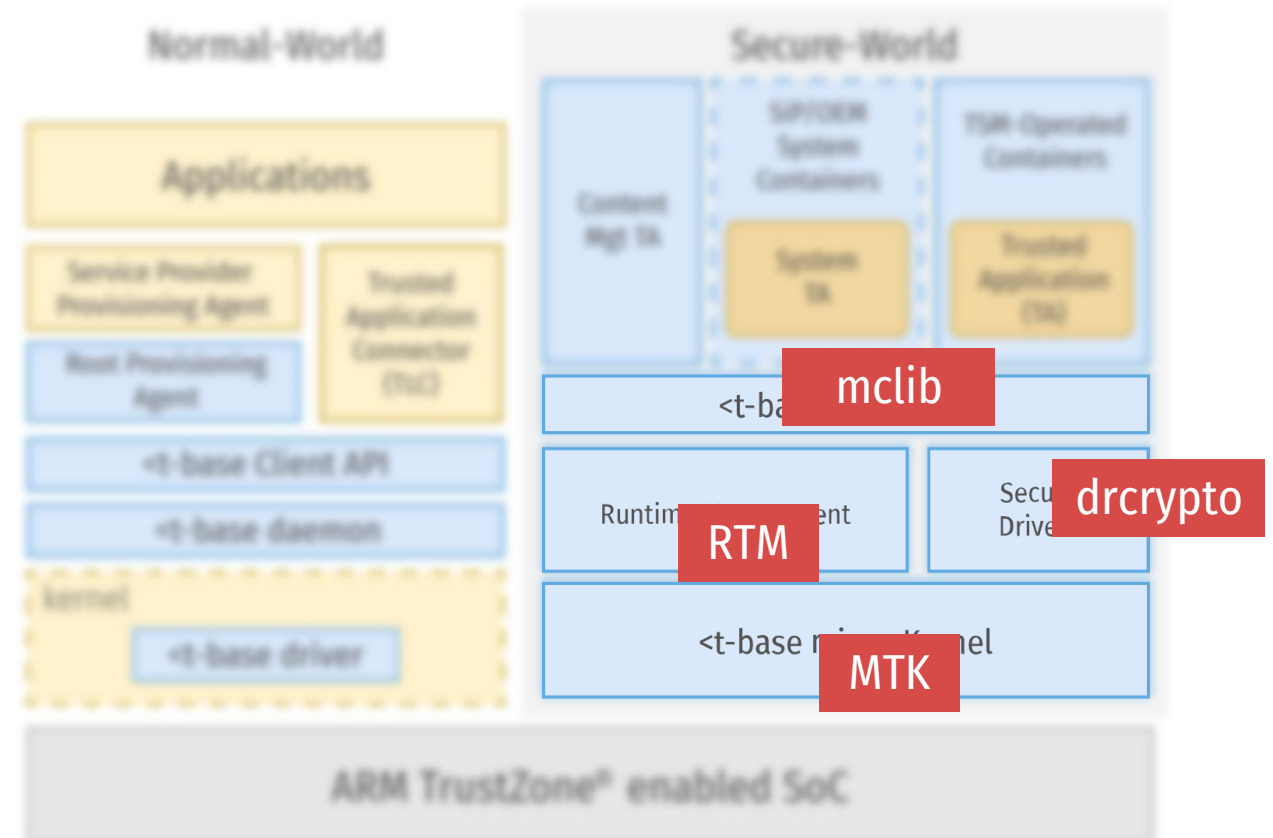 Normal-World
Applications
Service Provider
Provisioning Agent
Root Provisioning
Agent
Trusted
Application
Connector
(TLC)
<t-base Client API
<t-base daemon
kernel
<t-base driver
Secure-World
Content
Mgt TA
SiP/OEM
System
Containers
System
TA
TSM-Operated
Containers
Trusted
Application
(TA)
mclib
<t-ba
drcrypto
Runtim ent
RTM
Secu
Drive
<t-base nel
MTK
ARM TrustZone® enabled SoC